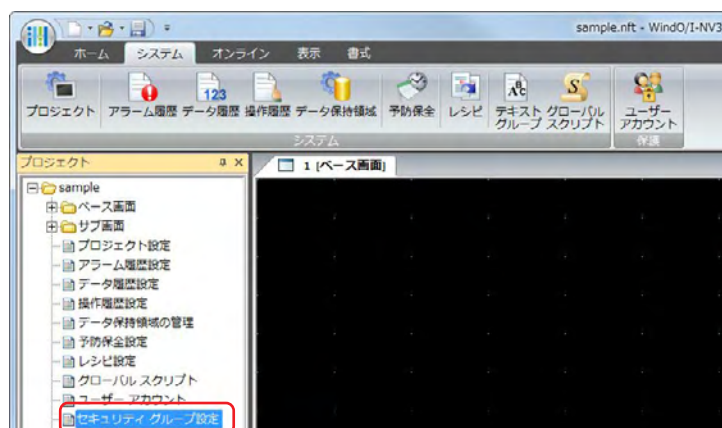 sample.nft - WindO/I-NV3
ホーム システム オンライン 表示 書式
プロジェクト アラーム履歴 データ履歴 操作履歴 データ保持領域 予防保全 レシピ テキスト グループ グローバル スクリプト ユーザー アカウント
システム 保護
プロジェクト
1 [ベース画面]
sample
ベース画面
サブ画面
プロジェクト設定
アラーム履歴設定
データ履歴設定
操作履歴設定
データ保持領域の管理
予防保全設定
レシピ設定
グローバル スクリプト
ユーザー アカウント
セキュリティ グループ設定